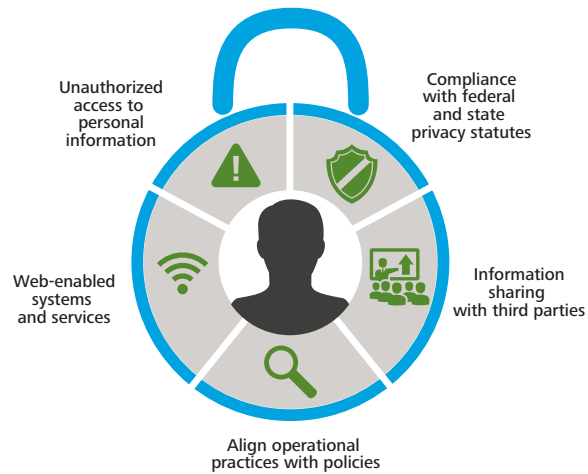 Unauthorized
access to
personal
information
Compliance
with federal
and state
privacy statutes
Web-enabled
systems
and services
Information
sharing
with third parties
Align operational
practices with policies